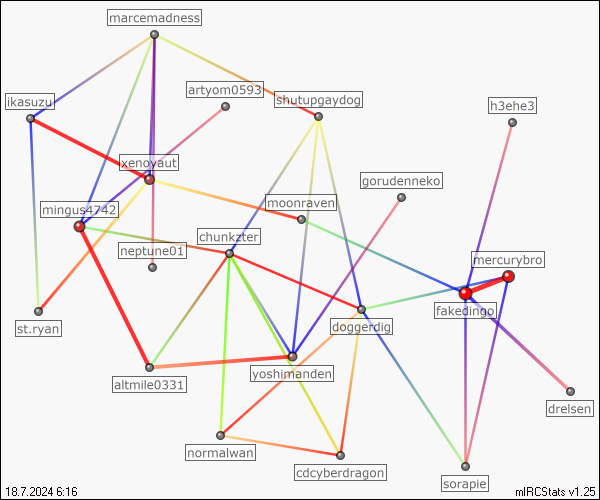 marcemadness
artyom0593
ikasuzu
shutupgaydog
h3ehe3
xenoyaut
gorudenneko
moonraven
mingus4742
chunkzter
neptune01
mercurybro
fakedingo
st.ryan
doggerdig
yoshimanden
altmile0331
drelsen
normalwan
cdcyberdragon
sorapie
18.7.2024 6:16
mIRCStats v1.25